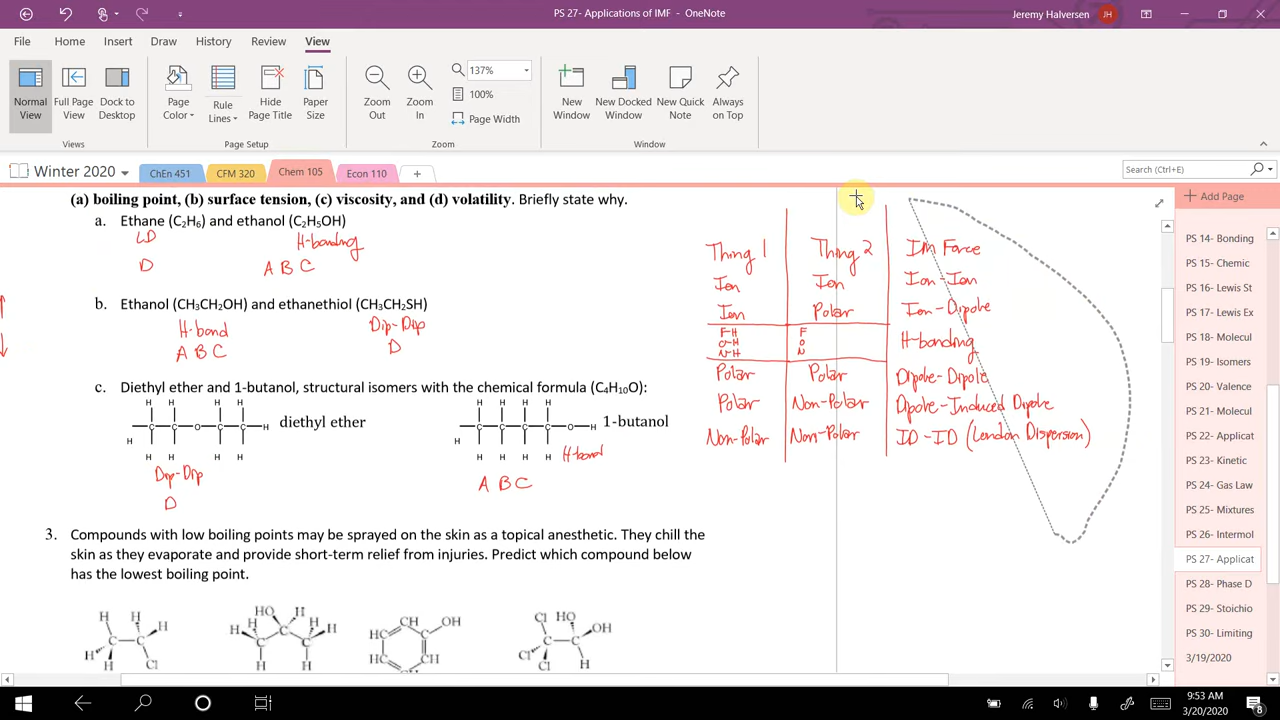 PS 27- Applications of IMF - OneNote
Jeremy Halversen
JH
File
Home
Insert
Draw
History
Review
View
Normal View
Full Page View
Dock to Desktop
Page Color
Rule Lines
Hide Page Title
Paper Size
Zoom Out
Zoom In
137%
100%
Page Width
New Window
New Docked Window
New Quick Note
Always on Top
Views
Page Setup
Zoom
Window
Winter 2020
ChEn 451
CFM 320
Chem 105
Econ 110
Search (Ctrl+E)
(a) boiling point, (b) surface tension, (c) viscosity, and (d) volatility. Briefly state why.
a. Ethane (C2H6) and ethanol (C2H5OH)
LD
H-bonding
D
A B C
b. Ethanol (CH3CH2OH) and ethanethiol (CH3CH2SH)
H-bond
Dip-Dip
A B C
D
c. Diethyl ether and 1-butanol, structural isomers with the chemical formula (C4H10O):
H H H H
C C O C C H diethyl ether
H
H H H H
Dip-Dip
D
H H H H
C C C C O H 1-butanol
H
H H H H
H-bond
A B C
Thing 1 Thing 2 IM Force
Ion Ion Ion-Ion
Ion Polar Ion-Dipole
F-H F
O-H O H-bonding
N-H N
Polar Polar Dipole-Dipole
Polar Non-Polar Dipole-Induced Dipole
Non-Polar Non-Polar ID-ID (London Dispersion)
3. Compounds with low boiling points may be sprayed on the skin as a topical anesthetic. They chill the
skin as they evaporate and provide short-term relief from injuries. Predict which compound below
has the lowest boiling point.
H H H
C C
H H Cl
HO H
H H H H
C C C
H H
CH OH
HC C
HC CH
Cl HO OH
C C
Cl Cl H
Add Page
PS 14- Bonding
PS 15- Chemic
PS 16- Lewis St
PS 17- Lewis Ex
PS 18- Molecul
PS 19- Isomers
PS 20- Valence
PS 21- Molecul
PS 22- Applicat
PS 23- Kinetic
PS 24- Gas Law
PS 25- Mixtures
PS 26- Intermol
PS 27- Applicat
PS 28- Phase D
PS 29- Stoichio
PS 30- Limiting
3/19/2020
9:53 AM
3/20/2020
8